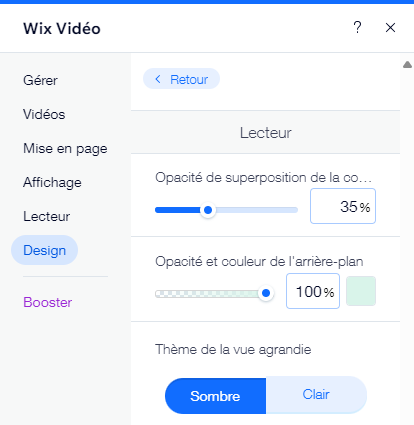 Wix Vidéo ?
Gérer
Vidéos
Mise en page
Affichage
Lecteur
Design
Booster
Retour
Lecteur
Opacité de superposition de la co...
35%
Opacité et couleur de l'arrière-plan
100%
Thème de la vue agrandie
Sombre Clair